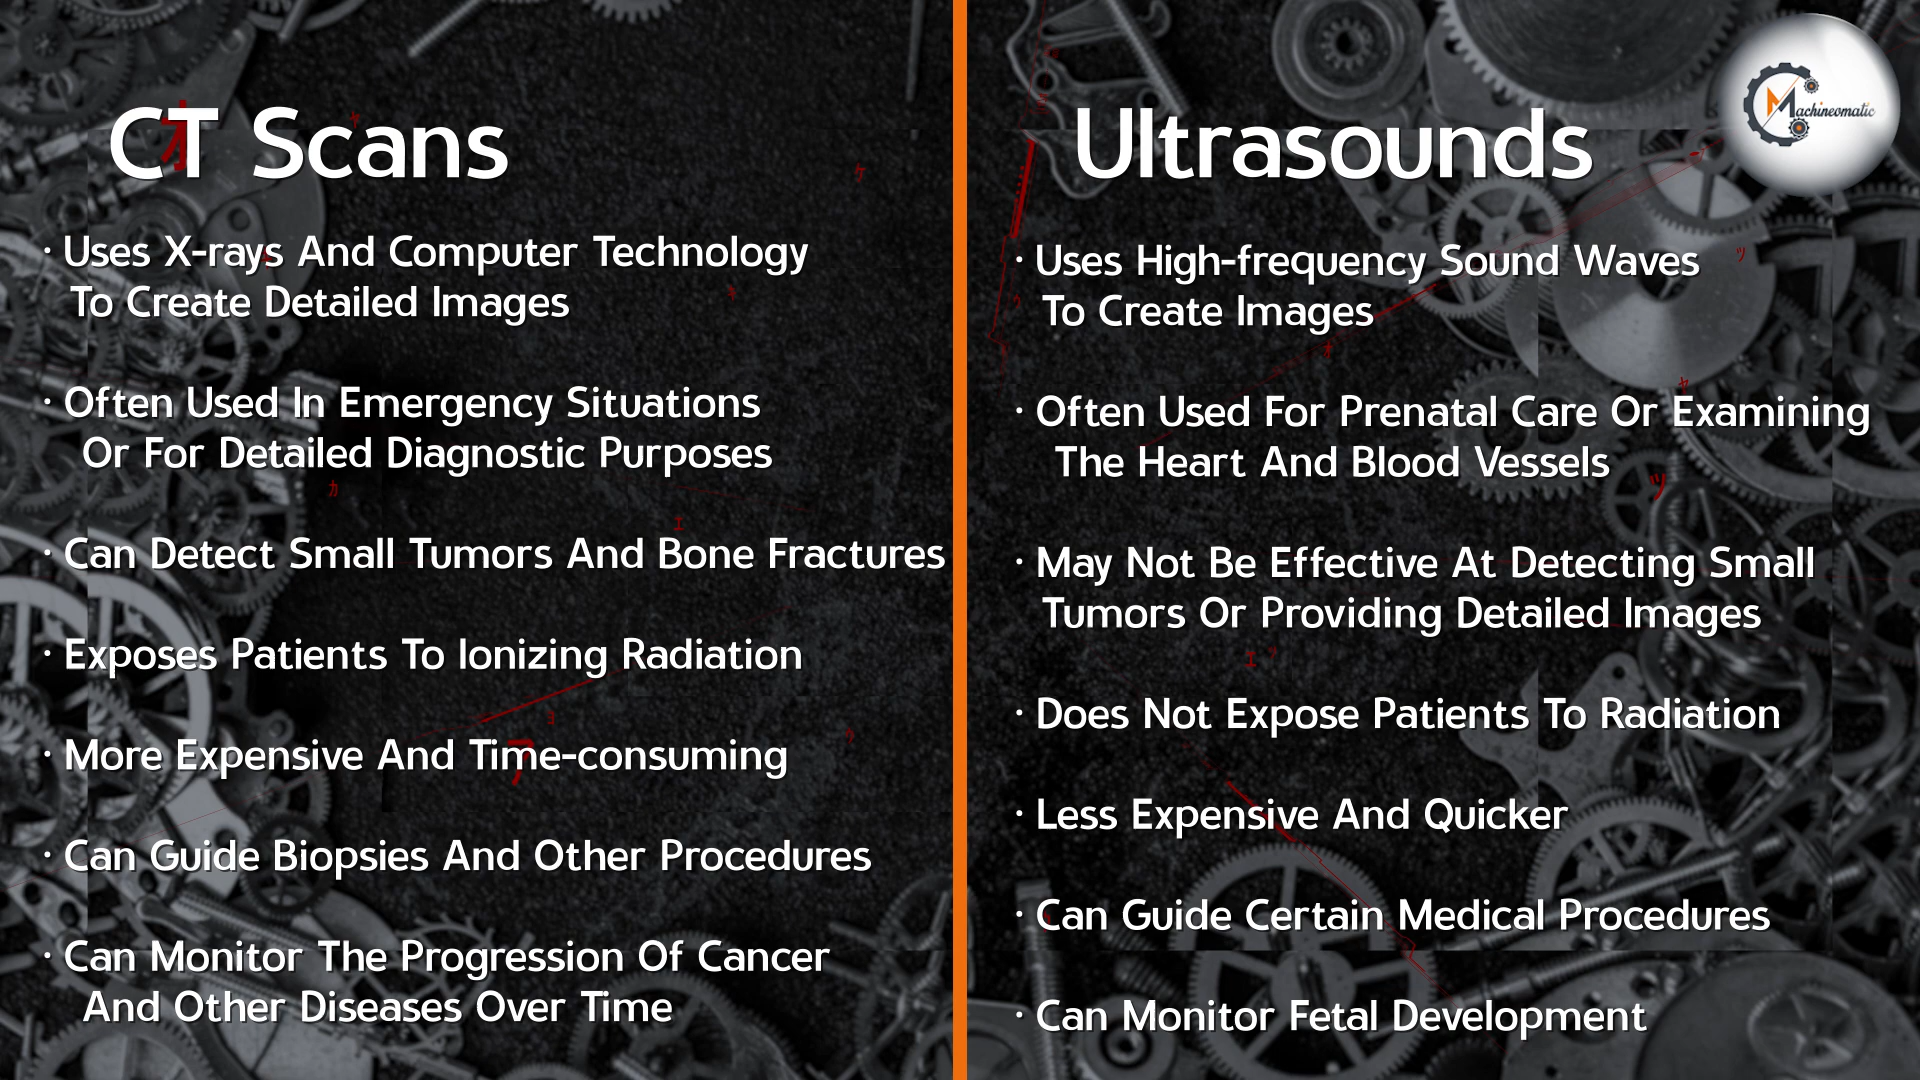 CT Scans
· Uses X-rays And Computer Technology
To Create Detailed Images
· Often Used In Emergency Situations
Or For Detailed Diagnostic Purposes
· Can Detect Small Tumors And Bone Fractures
· Exposes Patients To Ionizing Radiation
· More Expensive And Time-consuming
· Can Guide Biopsies And Other Procedures
· Can Monitor The Progression Of Cancer
And Other Diseases Over Time
Ultrasounds
· Uses High-frequency Sound Waves
To Create Images
· Often Used For Prenatal Care Or Examining
The Heart And Blood Vessels
· May Not Be Effective At Detecting Small
Tumors Or Providing Detailed Images
· Does Not Expose Patients To Radiation
· Less Expensive And Quicker
· Can Guide Certain Medical Procedures
· Can Monitor Fetal Development
Machineomatic